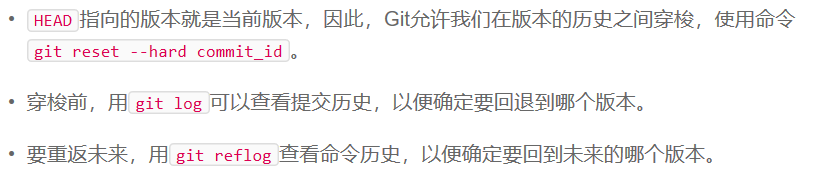 • HEAD指向的版本就是当前版本，因此，Git允许我们在版本的历史之间穿梭，使用命令
git reset --hard commit_id。
• 穿梭前，用git log可以查看提交历史，以便确定要回退到哪个版本。
• 要重返未来，用git reflog查看命令历史，以便确定要回到未来的哪个版本。